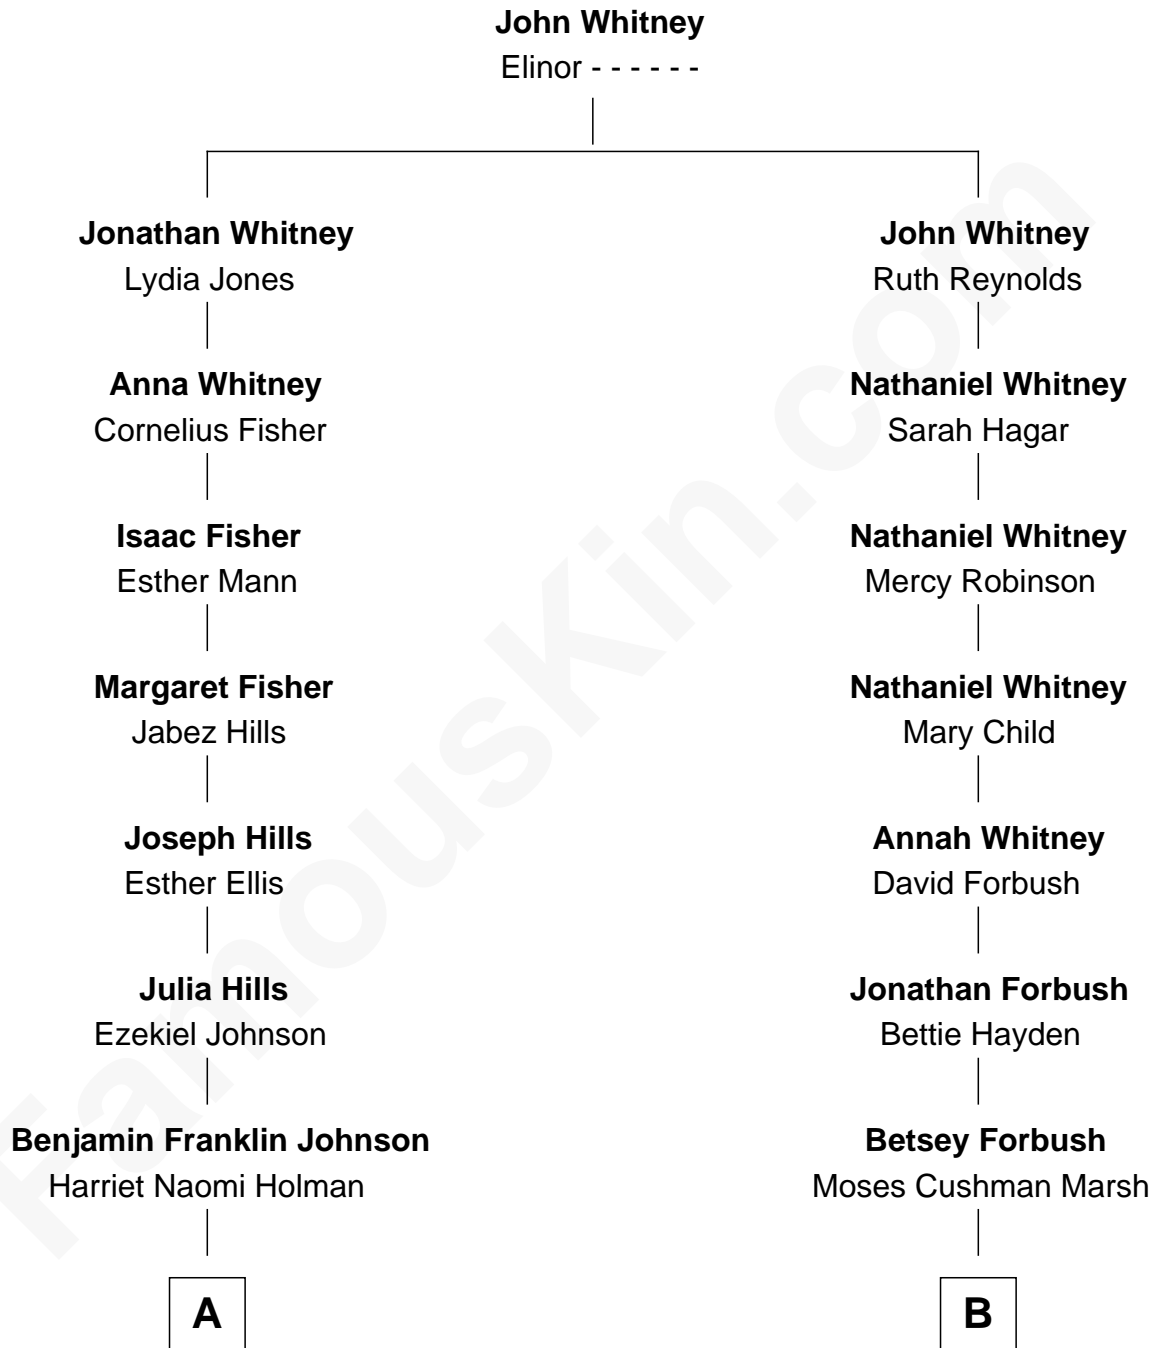 John Whitney
Elinor - - - - - -
Jonathan Whitney
Lydia Jones
John Whitney
Ruth Reynolds
Anna Whitney
Cornelius Fisher
Nathaniel Whitney
Sarah Hagar
Isaac Fisher
Esther Mann
Nathaniel Whitney
Mercy Robinson
Margaret Fisher
Jabez Hills
Nathaniel Whitney
Mary Child
Joseph Hills
Esther Ellis
Annah Whitney
David Forbush
Julia Hills
Ezekiel Johnson
Jonathan Forbush
Bettie Hayden
Benjamin Franklin Johnson
Harriet Naomi Holman
Betsey Forbush
Moses Cushman Marsh
A
B
FamousKin.com